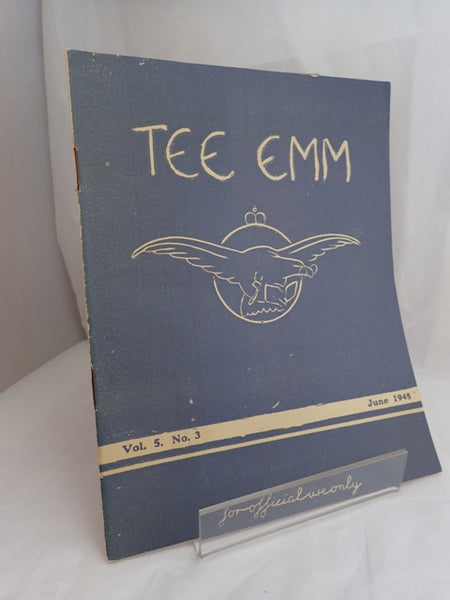 TEE EMM
Vol. 5. No. 3
June 1945
for official use only